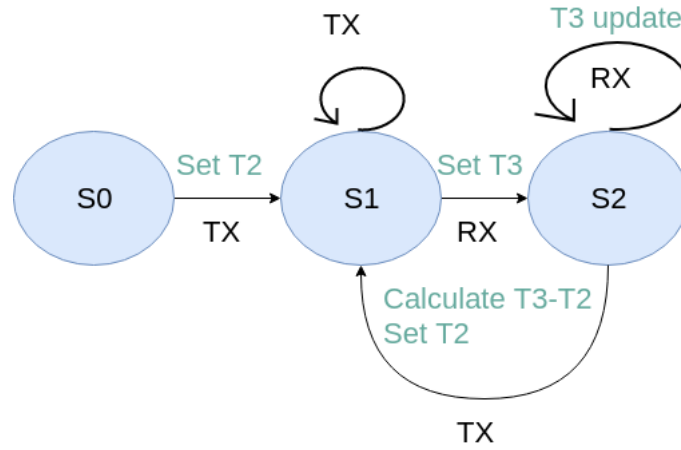 TX
T3 update
RX
S0
Set T2
TX
S1
Set T3
RX
S2
Calculate T3-T2
Set T2
TX